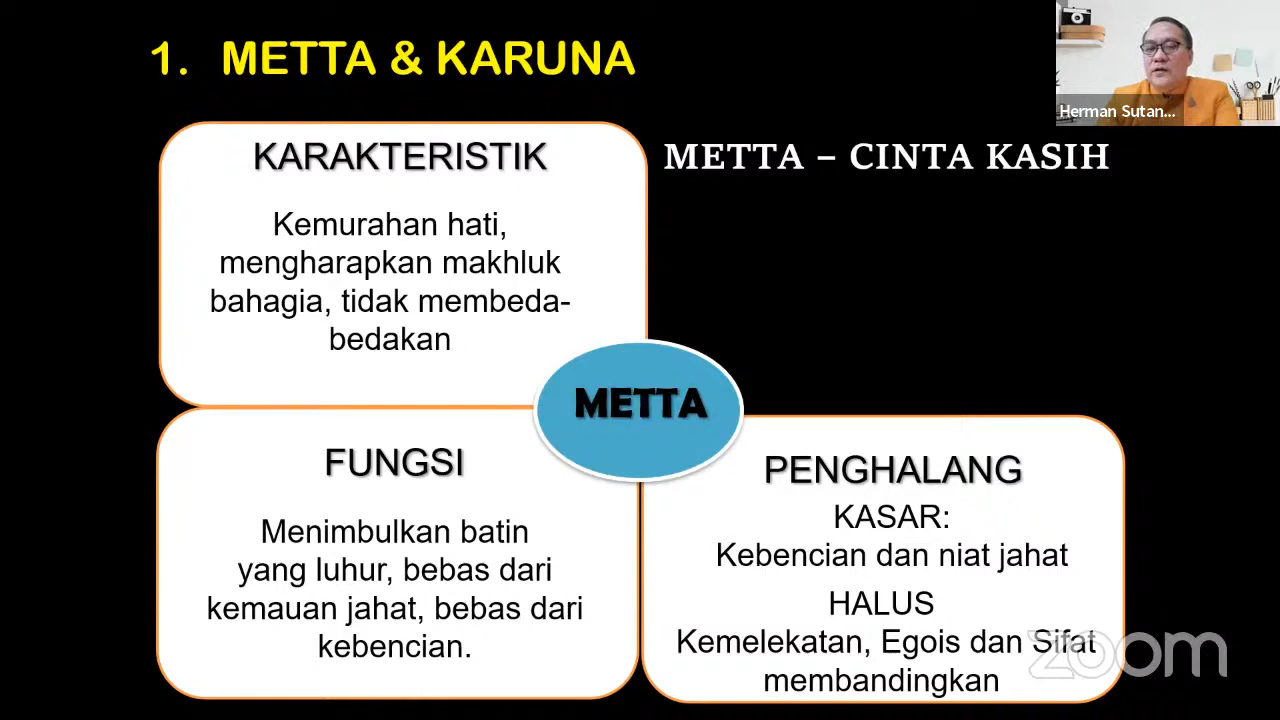 1. METTA & KARUNA
Herman Sutan...
KARAKTERISTIK
Kemurahan hati,
mengharapkan makhluk
bahagia, tidak membeda-
bedakan
METTA – CINTA KASIH
METTA
FUNGSI
Menimbulkan batin
yang luhur, bebas dari
kemauan jahat, bebas dari
kebencian.
PENGHALANG
KASAR:
Kebencian dan niat jahat
HALUS
Kemelekatan, Egois dan Sifat
membandingkan
zoom